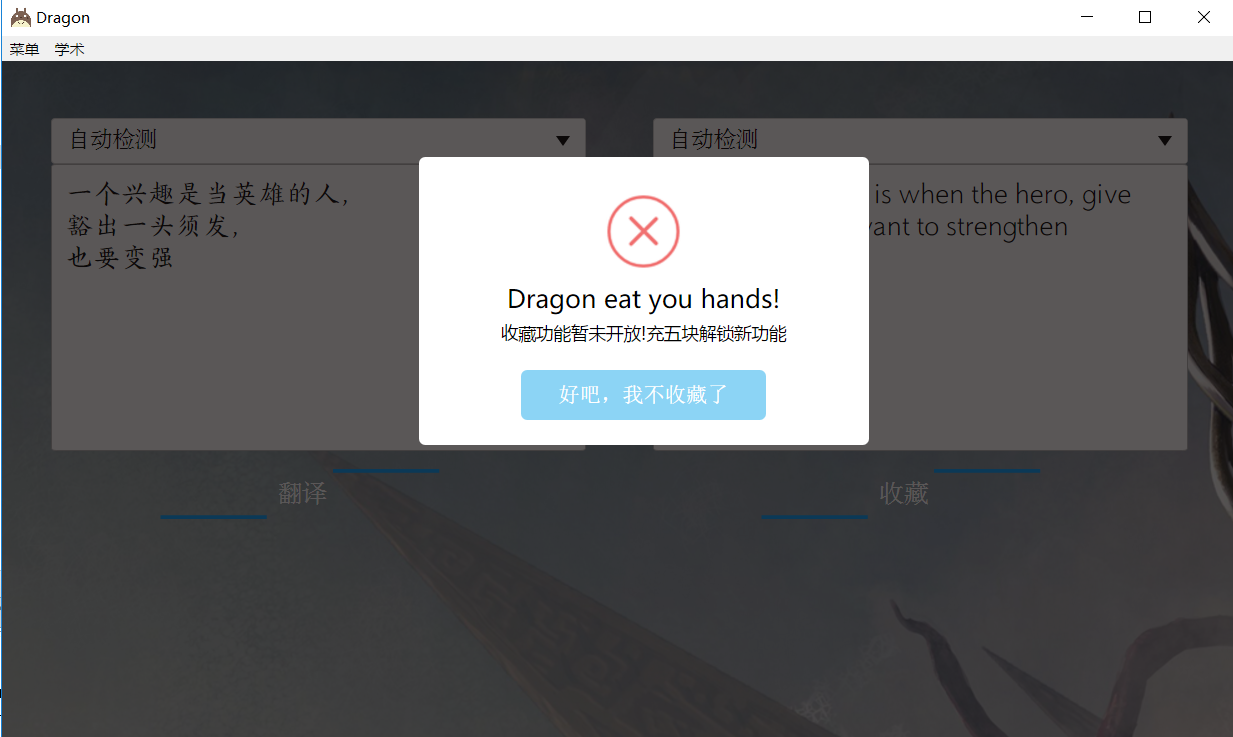 Dragon
菜单 学术
自动检测
自动检测
一个兴趣是当英雄的人,
豁出一头须发,
也要变强
is when the hero, give
want to strengthen
Dragon eat you hands!
收藏功能暂未开放!充五块解锁新功能
好吧，我不收藏了
翻译
收藏